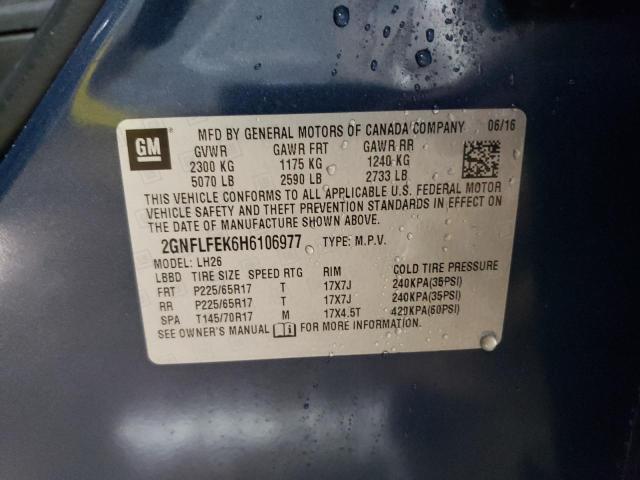 GM
MFD BY GENERAL MOTORS OF CANADA COMPANY 06/16
GVWR GAWR FRT GAWR RR
2300 KG 1175 KG 1240 KG
5070 LB 2590 LB 2733 LB
THIS VEHICLE CONFORMS TO ALL APPLICABLE U.S. FEDERAL MOTOR
VEHICLE SAFETY AND THEFT PREVENTION STANDARDS IN EFFECT ON
THE DATE OF MANUFACTURE SHOWN ABOVE.
2GNFLFEK6H6106977 TYPE: M.P.V.
MODEL: LH26
LBBD TIRE SIZE SPEED RTG RIM COLD TIRE PRESSURE
FRT P225/65R17 T 17X7J 240KPA(35PSI)
RR P225/65R17 T 17X7J 240KPA(35PSI)
SPA T145/70R17 M 17X4.5T 420KPA(60PSI)
SEE OWNER'S MANUAL FOR MORE INFORMATION.